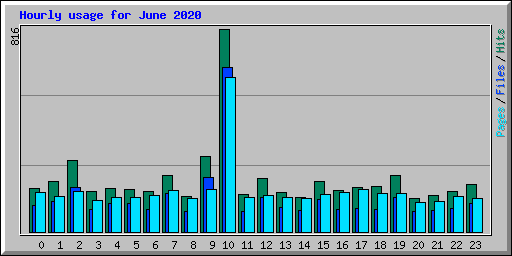 Hourly usage for June 2020
816
Pages/Files/Hits
0 1 2 3 4 5 6 7 8 9 10 11 12 13 14 15 16 17 18 19 20 21 22 23